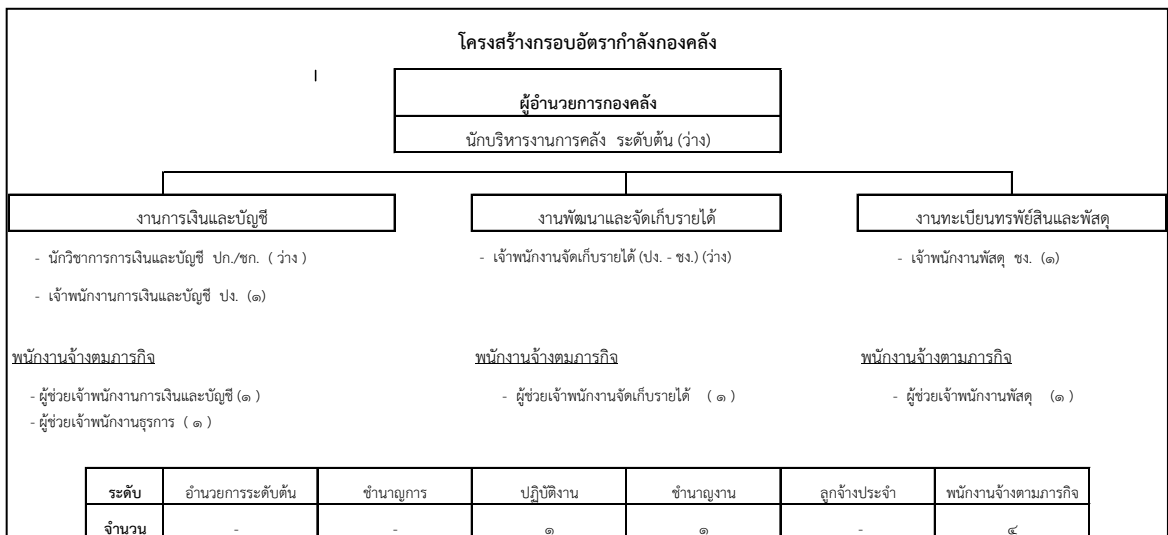 โครงสร้างกรอบอัตรากำลังกองคลัง
ผู้อำนวยการกองคลัง
นักบริหารงานการคลัง ระดับต้น (ว่าง)
งานการเงินและบัญชี งานพัฒนาและจัดเก็บรายได้ งานทะเบียนทรพัย์สินและพัสดุ
- นักวิชาการการเงินและบัญชี ปก./ชก. ( ว่าง ) - เจ้าพนักงานจัดเก็บรายได้ (ปง. - ชง.) (ว่าง) - เจ้าพนักงานพัสดุ ชง. (๑)
- เจ้าพนักงานการเงินและบัญชี ปง. (๑)
พนักงานจ้างตมภารกิจ พนักงานจ้างตมภารกิจ พนักงานจ้างตามภารกิจ
- ผู้ช่วยเจ้าพนักงานการเงินและบัญชี (๑ ) - ผู้ช่วยเจ้าพนักงานจัดเก็บรายได้ ( ๑ ) - ผู้ช่วยเจ้าพนักงานพัสดุ (๑ )
- ผู้ช่วยเจ้าพนักงานธุรการ ( ๑ )
ระดับ อำนวยการระดับต้น ชำนาญการ ปฏิบัติงาน ชำนาญงาน ลูกจ้างประจำ พนักงานจ้างตามภารกิจ
จำนวน - - ๑ ๑ - ๔